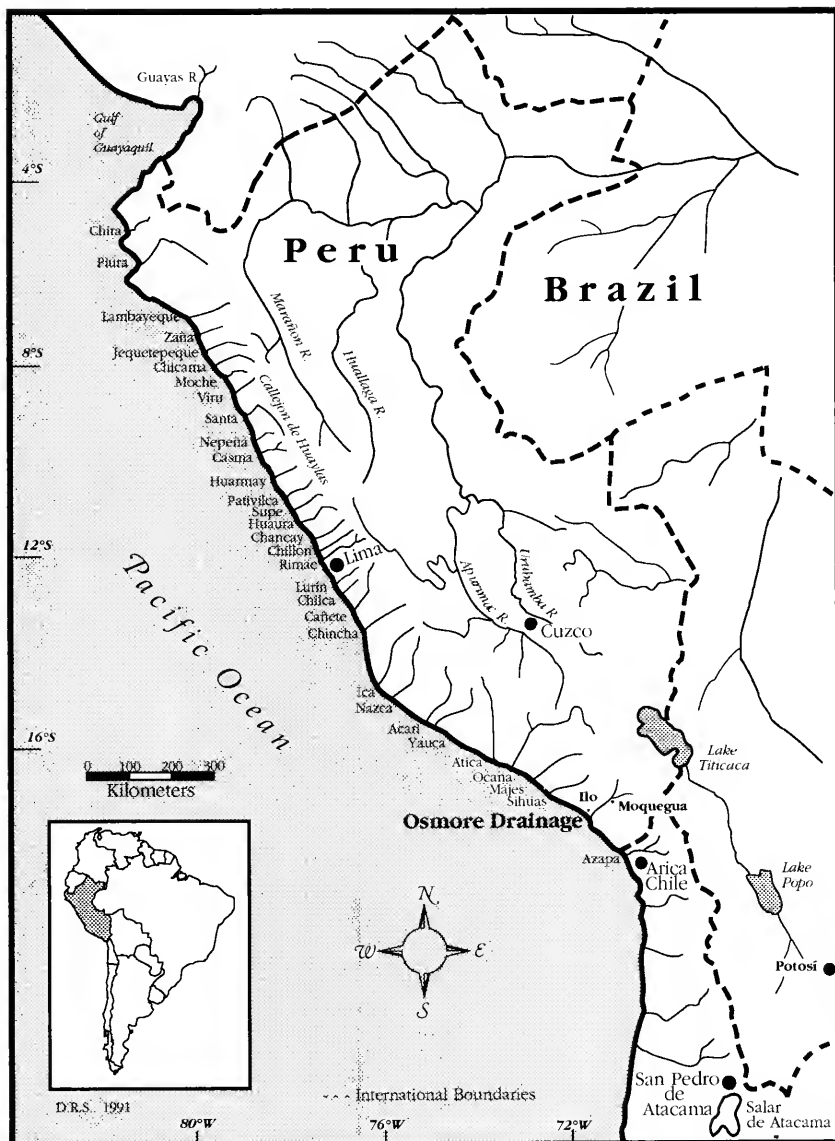 Guayas R.
Gulf
of
Guayaquil
4°S
Chira
Piura
Peru
Brazil
Marañon R.
Huallaga R.
Lambayeque
Zaña
8°S
Jequetepeque
Chicama
Moche
Viru
Callejon de Huaylas
Santa
Nepeña
Casma
Huarmay
Pativilca
Supe
Huaura
Chancay
12°S
Chillon
Lima
Rimac
Lurín
Chilca
Cañete
Chincha
Apurimac R.
Urubamba R
Cuzco
Pacific Ocean
Ica
Nazca
Acarí
Yauca
16°S
Atica
Ocaña
Majes
Sihuas
Lake
Titicaca
0 100 200 300
Kilometers
Ilo
Moquegua
Osmore Drainage
Azapa
Arica
Chile
Lake
Popo
N
W
E
S
Potosí
San Pedro
de
Atacama
Salar
de Atacama
International Boundaries
D.R.S. 1991
80°W
76°W
72°W